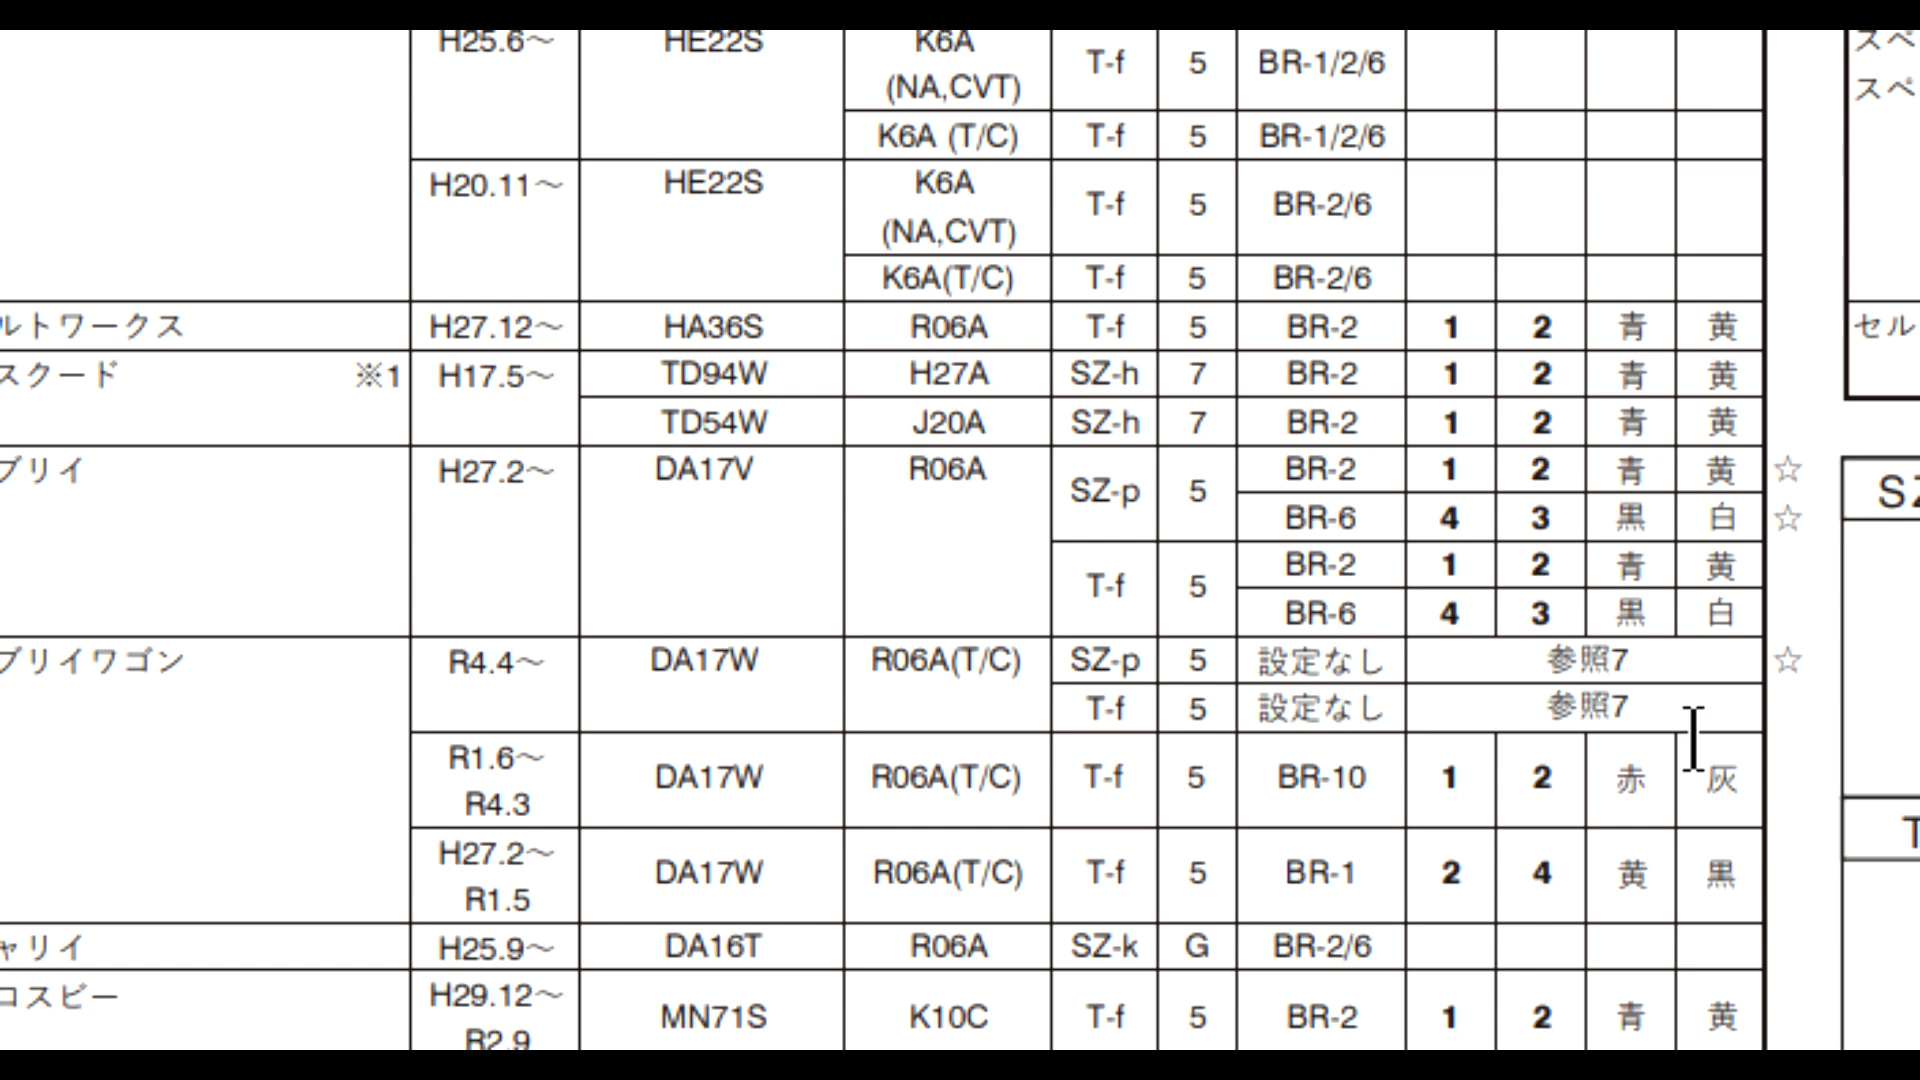 H25.6～ HE22S K6A
(NA,CVT) T-f 5 BR-1/2/6
K6A (T/C) T-f 5 BR-1/2/6
H20.11～ HE22S K6A
(NA,CVT) T-f 5 BR-2/6
K6A(T/C) T-f 5 BR-2/6
ルトワークス H27.12～ HA36S R06A T-f 5 BR-2 1 2 青 黄
スクード ※1 H17.5～ TD94W H27A SZ-h 7 BR-2 1 2 青 黄
TD54W J20A SZ-h 7 BR-2 1 2 青 黄
ブリイ H27.2～ DA17V R06A SZ-p 5 BR-2 1 2 青 黄 ☆
BR-6 4 3 黒 白 ☆
T-f 5 BR-2 1 2 青 黄
BR-6 4 3 黒 白
ブリイワゴン R4.4～ DA17W R06A(T/C) SZ-p 5 設定なし 参照7 ☆
T-f 5 設定なし 参照7
R1.6～
R4.3 DA17W R06A(T/C) T-f 5 BR-10 1 2 赤 灰
H27.2～
R1.5 DA17W R06A(T/C) T-f 5 BR-1 2 4 黄 黒
ャリイ H25.9～ DA16T R06A SZ-k G BR-2/6
コスビー H29.12～
R2.9 MN71S K10C T-f 5 BR-2 1 2 青 黄
スペ
スペ
セル
SZ
T